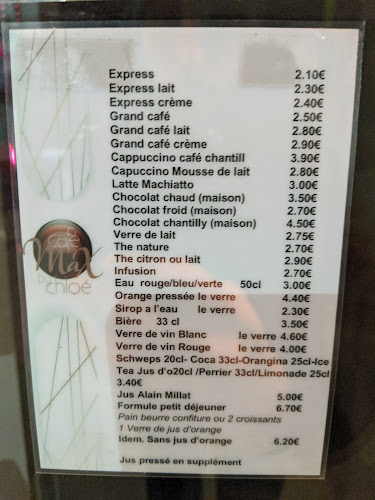 Express 2.10€
Express lait 2.30€
Express crème 2.40€
Grand café 2.50€
Grand café lait 2.80€
Grand café crème 2.90€
Cappuccino café chantill 3.90€
Capuccino Mousse de lait 2.80€
Latte Machiatto 3.00€
Chocolat chaud (maison) 3.50€
Chocolat froid (maison) 2.70€
Chocolat chantilly (maison) 4.50€
Verre de lait 2.75€
The nature 2.70€
The citron ou lait 2.90€
Infusion 2.70€
Eau rouge/bleu/verte 50cl 3.00€
Orange pressée le verre 4.40€
Sirop a l'eau le verre 2.30€
Bière 33 cl 3.50€
Verre de vin Blanc le verre 4.60€
Verre de vin Rouge le verre 4.00€
Schweps 20cl- Coca 33cl-Orangina 25cl-Ice
Tea Jus d'o20cl /Perrier 33cl/Limonade 25cl
3.40€
Jus Alain Millat 5.00€
Formule petit déjeuner 6.70€
Pain beurre confiture ou 2 croissants
1 Verre de jus d'orange
Idem. Sans jus d'orange 6.20€
Jus pressé en supplément
le
café
Max
by
chloé